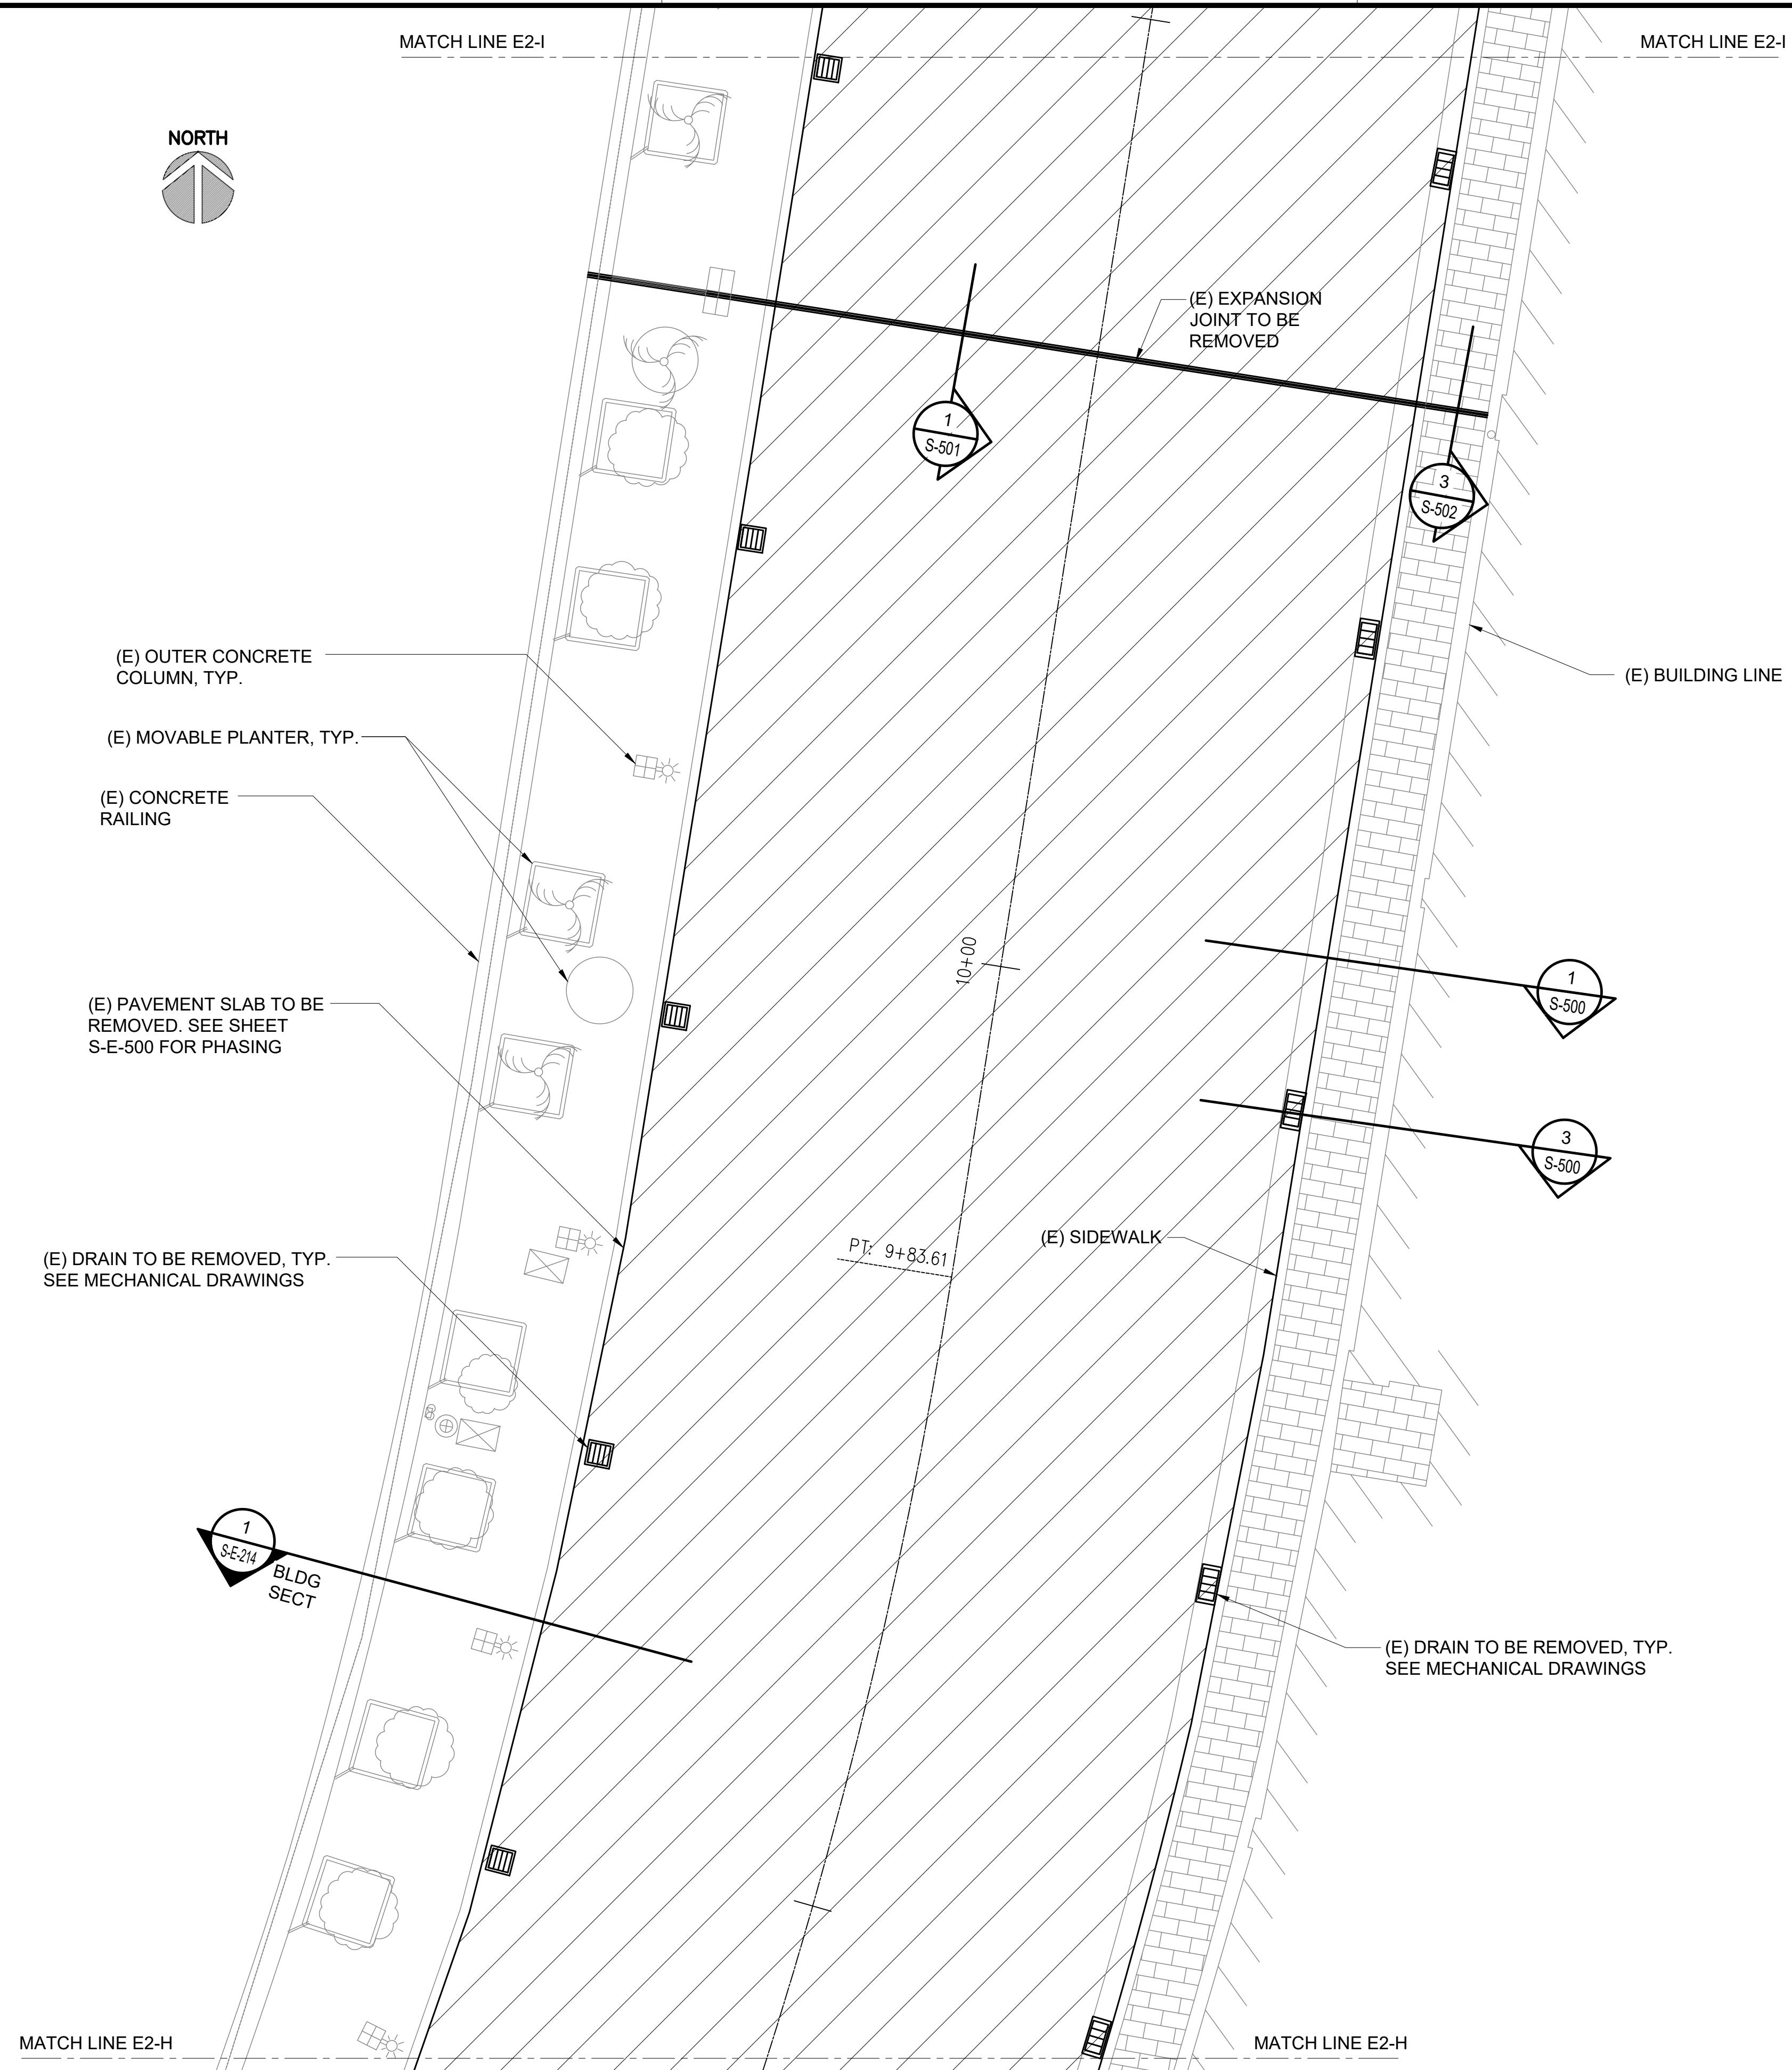 MATCH LINE E2-I
MATCH LINE E2-I
NORTH
(E) EXPANSION
JOINT TO BE
REMOVED
1
S-501
3
S-502
(E) OUTER CONCRETE
COLUMN, TYP.
(E) BUILDING LINE
(E) MOVABLE PLANTER, TYP.
(E) CONCRETE
RAILING
10+00
1
S-500
(E) PAVEMENT SLAB TO BE
REMOVED. SEE SHEET
S-E-500 FOR PHASING
3
S-500
PT: 9+83.61
(E) SIDEWALK
(E) DRAIN TO BE REMOVED, TYP.
SEE MECHANICAL DRAWINGS
1
S-E-214
BLDG
SECT
(E) DRAIN TO BE REMOVED, TYP.
SEE MECHANICAL DRAWINGS
MATCH LINE E2-H
MATCH LINE E2-H